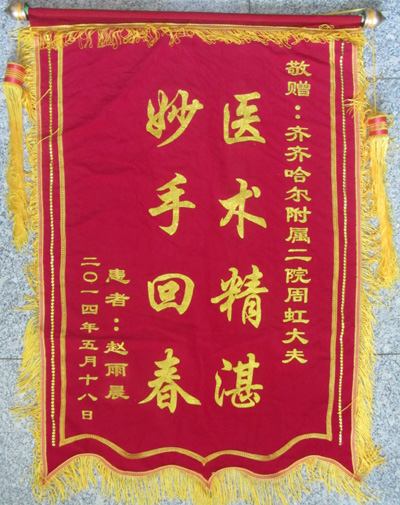 敬赠：齐齐哈尔附属二院周虹大夫
医术精湛
妙手回春
患者：赵雨晨
二〇一四年五月十八日